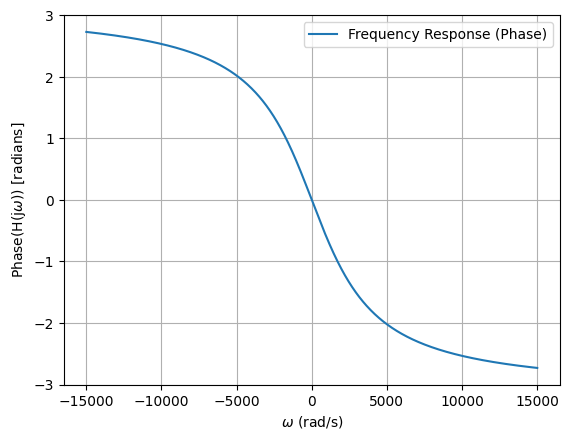 3
2
1
0
−1
−2
−3
Phase(H(jω)) [radians]
Frequency Response (Phase)
−15000 −10000 −5000 0 5000 10000 15000
ω (rad/s)